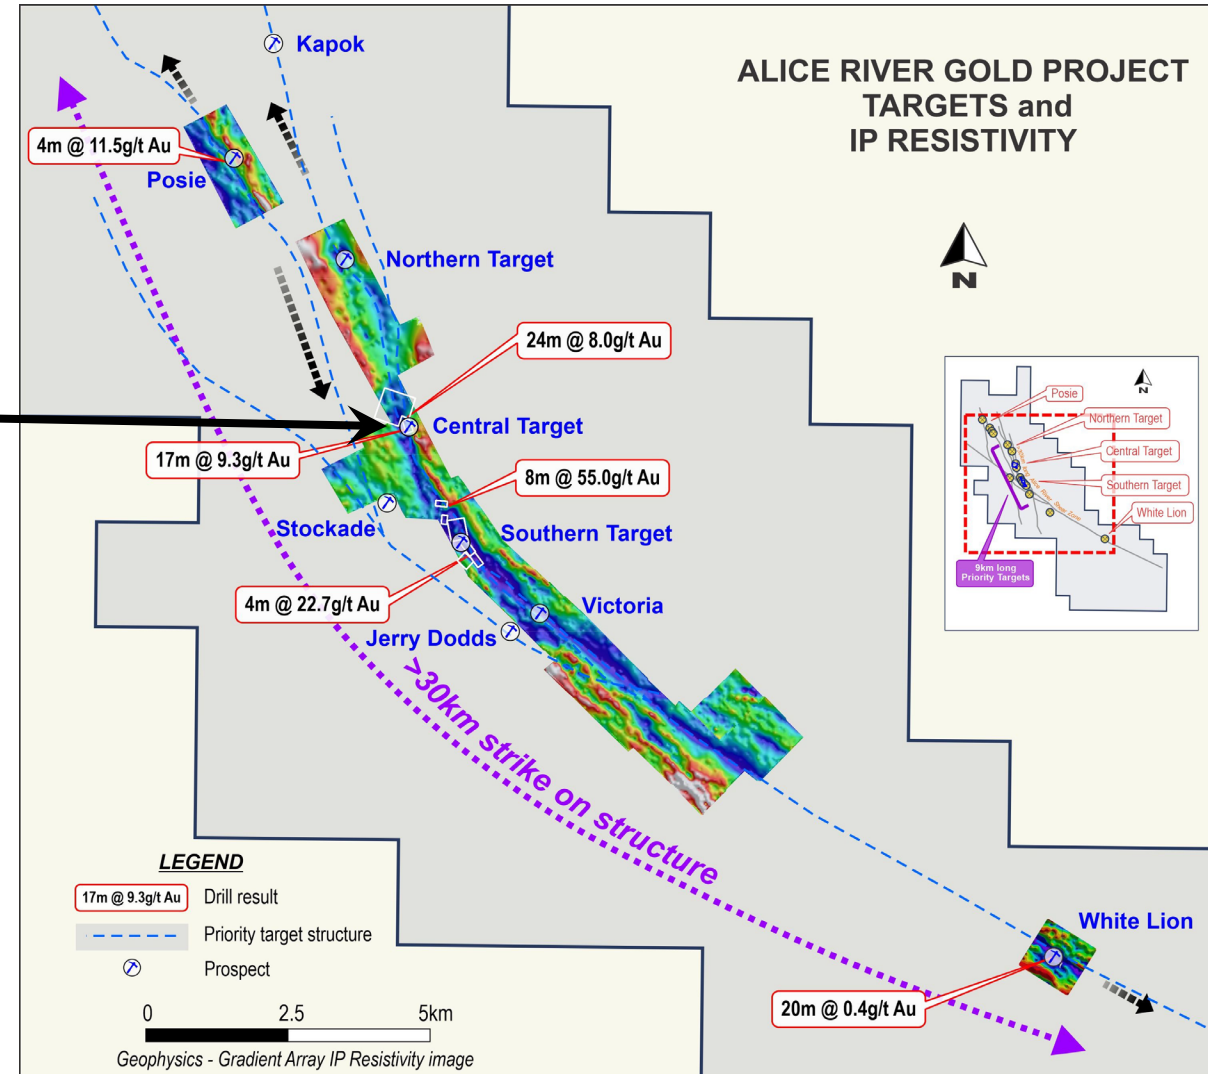 ALICE RIVER GOLD PROJECT
TARGETS and
IP RESISTIVITY
Kapok
4m @ 11.5g/t Au
Posie
Northern Target
N
24m @ 8.0g/t Au
Central Target
17m @ 9.3g/t Au
8m @ 55.0g/t Au
Stockade
Southern Target
4m @ 22.7g/t Au
Victoria
Jerry Dodds
>30km strike on structure
White Lion
20m @ 0.4g/t Au
N
Posie
Northern Target
Central Target
Southern Target
White Lion
9km long
Priority Targets
LEGEND
17m @ 9.3g/t Au Drill result
Priority target structure
Prospect
0 2.5 5km
Geophysics - Gradient Array IP Resistivity image